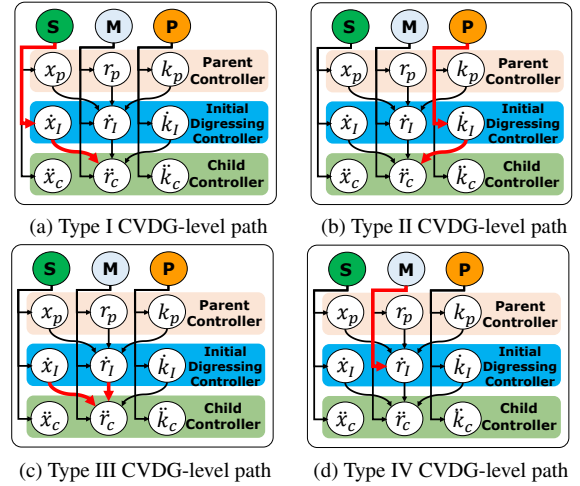 S M P
x_p r_p k_p Parent Controller
ẋ_I ṙ_I k̇_I Initial Digressing Controller
ẍ_c r̈_c k̈_c Child Controller
(a) Type I CVDG-level path
S M P
x_p r_p k_p Parent Controller
ẋ_I ṙ_I k̇_I Initial Digressing Controller
ẍ_c r̈_c k̈_c Child Controller
(b) Type II CVDG-level path
S M P
x_p r_p k_p Parent Controller
ẋ_I ṙ_I k̇_I Initial Digressing Controller
ẍ_c r̈_c k̈_c Child Controller
(c) Type III CVDG-level path
S M P
x_p r_p k_p Parent Controller
ẋ_I ṙ_I k̇_I Initial Digressing Controller
ẍ_c r̈_c k̈_c Child Controller
(d) Type IV CVDG-level path